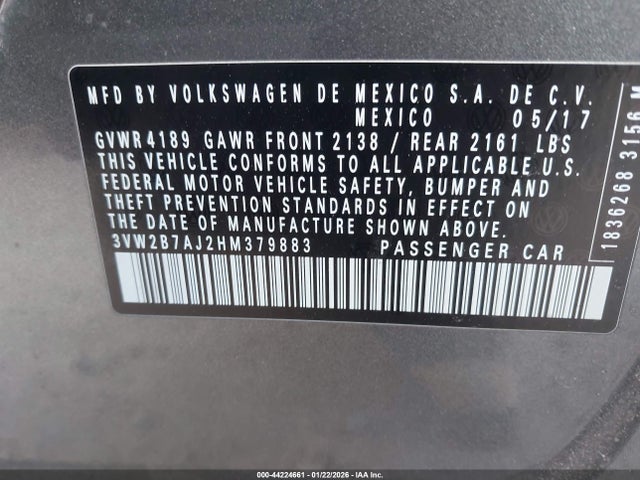 MFD BY VOLKSWAGEN DE MEXICO S.A. DE C.V.
MEXICO 05/17
GVWR 4189 GAWR FRONT 2138 / REAR 2161 LBS
THIS VEHICLE CONFORMS TO ALL APPLICABLE U.S.
FEDERAL MOTOR VEHICLE SAFETY, BUMPER AND
THEFT PREVENTION STANDARDS IN EFFECT ON
THE DATE OF MANUFACTURE SHOWN ABOVE.
3VW2B7AJ2HM379883 PASSENGER CAR
1836268 3156 M
000-44224661 - 01/22/2026 - IAA Inc.